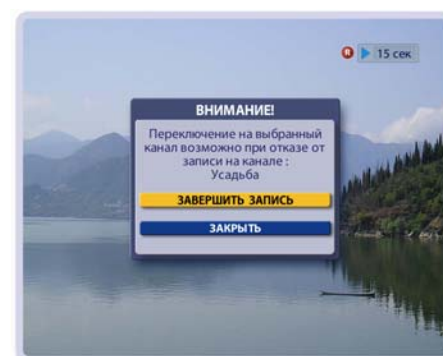 R 15 сек
ВНИМАНИЕ!
Переключение на выбранный
канал возможно при отказе от
записи на канале :
Усадьба
ЗАВЕРШИТЬ ЗАПИСЬ
ЗАКРЫТЬ